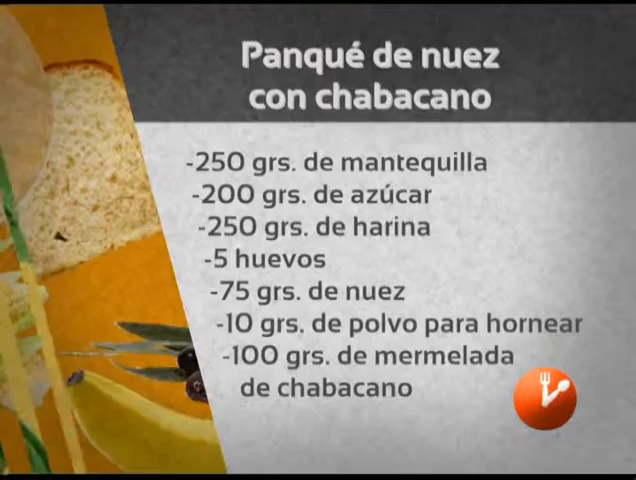 Panqué de nuez
con chabacano
-250 grs. de mantequilla
-200 grs. de azúcar
-250 grs. de harina
-5 huevos
-75 grs. de nuez
-10 grs. de polvo para hornear
-100 grs. de mermelada
de chabacano